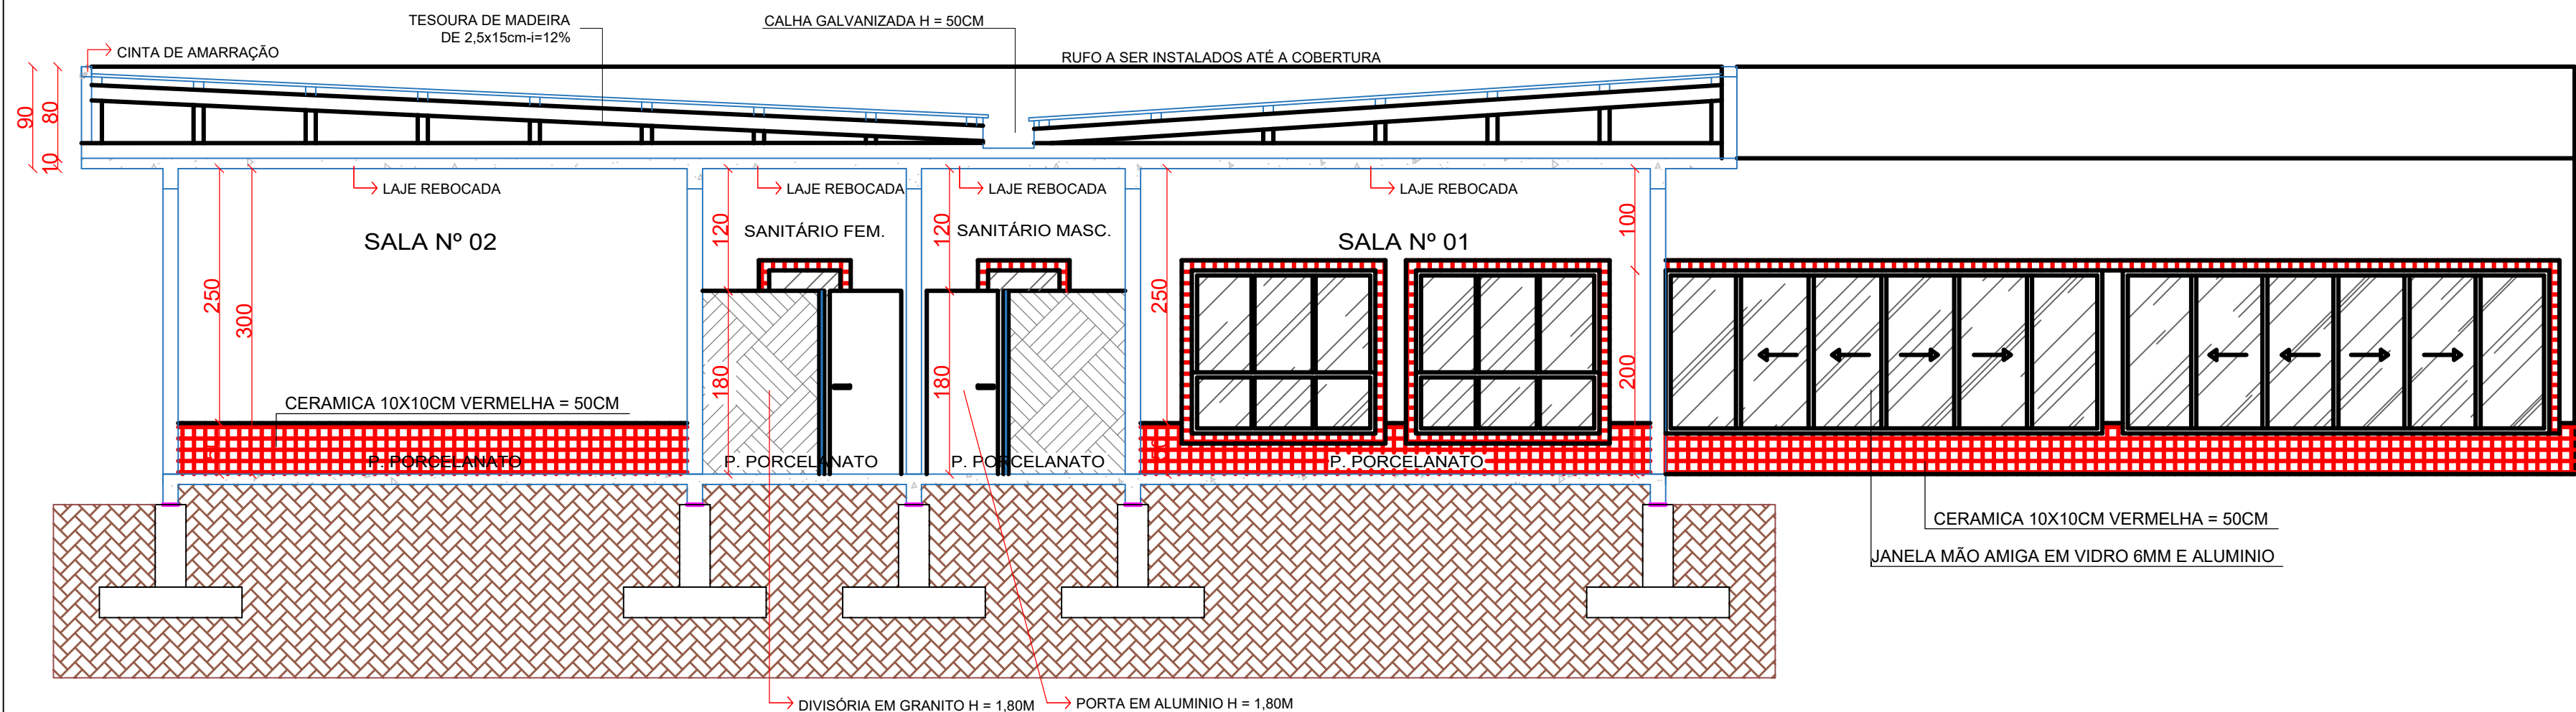 TESOURA DE MADEIRA
DE 2,5x15cm-i=12%
CALHA GALVANIZADA H = 50CM
CINTA DE AMARRAÇÃO
RUFO A SER INSTALADOS ATÉ A COBERTURA
90
80
10
LAJE REBOCADA
LAJE REBOCADA
LAJE REBOCADA
LAJE REBOCADA
SALA Nº 02
SANITÁRIO FEM.
SANITÁRIO MASC.
SALA Nº 01
250
300
120
180
120
180
250
100
200
CERAMICA 10X10CM VERMELHA = 50CM
P. PORCELANATO
P. PORCELANATO
P. PORCELANATO
P. PORCELANATO
CERAMICA 10X10CM VERMELHA = 50CM
JANELA MÃO AMIGA EM VIDRO 6MM E ALUMINIO
DIVISÓRIA EM GRANITO H = 1,80M
PORTA EM ALUMINIO H = 1,80M